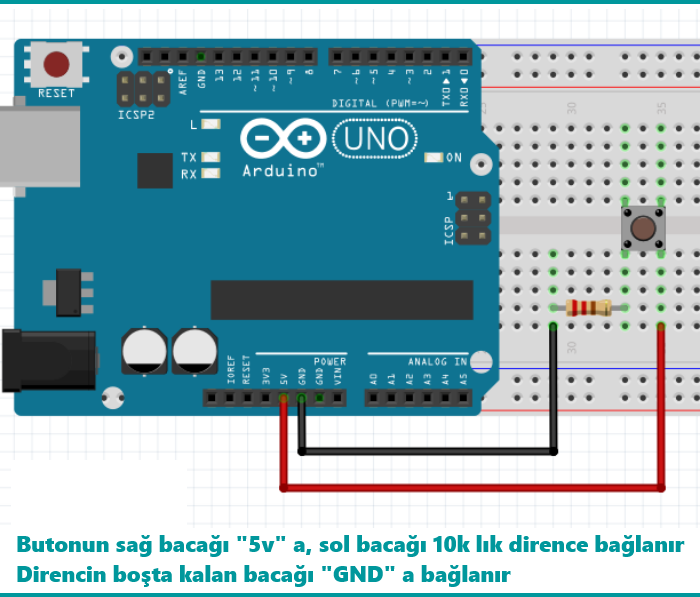 RESET
ICSP2
AREF
GND
13
12
~11
~10
~9
8
7
~6
~5
4
~3
2
TX0▶1
RX0◀0
DIGITAL (PWM=~)
L
TX
RX
UNO
Arduino™
ON
1
ICSP
30
35
30
POWER
ANALOG IN
IOREF
RESET
3V3
5V
GND
GND
VIN
A0
A1
A2
A3
A4
A5
Butonun sağ bacağı "5v" a, sol bacağı 10k lık dirence bağlanır
Direncin boşta kalan bacağı "GND" a bağlanır